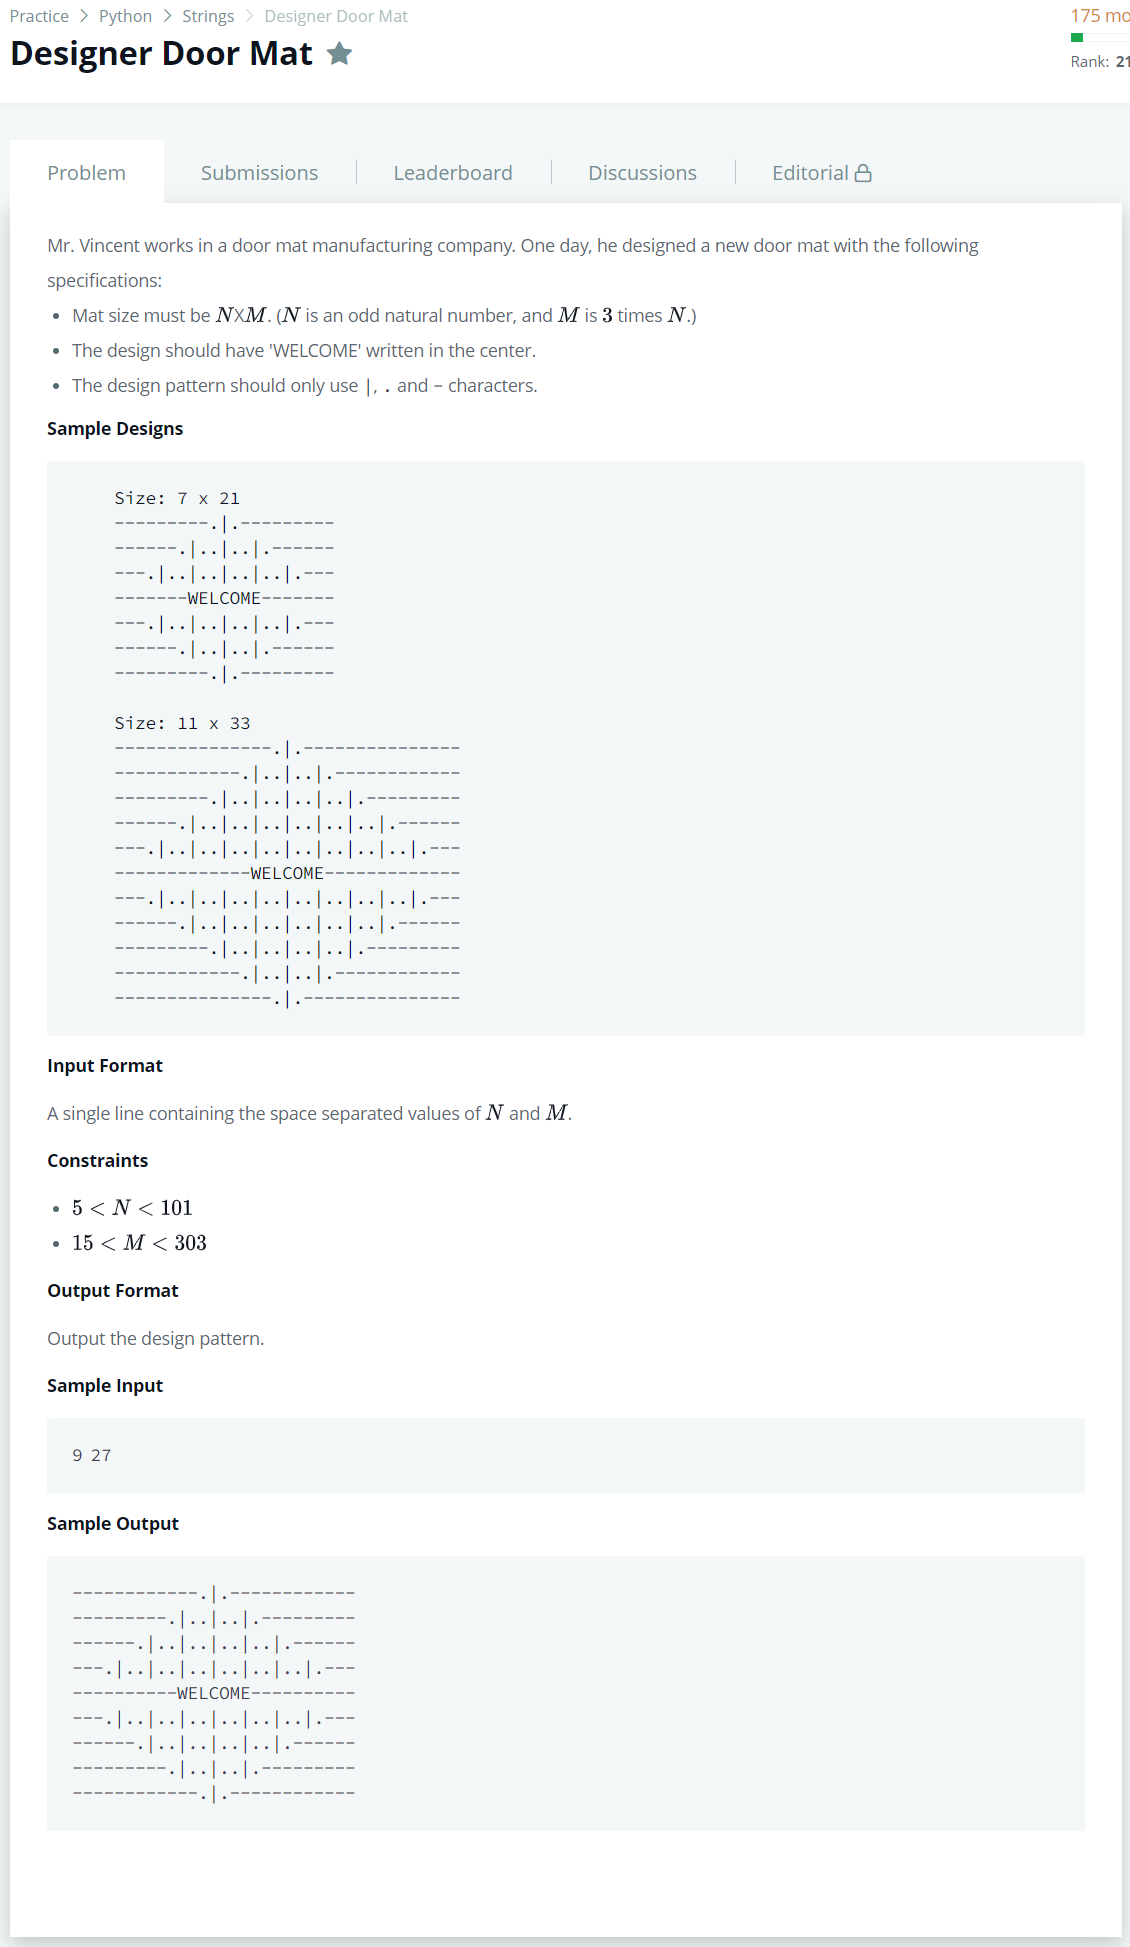 Practice > Python > Strings > Designer Door Mat
175 mo
Designer Door Mat
Rank: 21
Problem
Submissions
Leaderboard
Discussions
Editorial
Mr. Vincent works in a door mat manufacturing company. One day, he designed a new door mat with the following
specifications:
• Mat size must be NXM. (N is an odd natural number, and M is 3 times N.)
• The design should have 'WELCOME' written in the center.
• The design pattern should only use |, . and - characters.
Sample Designs
Size: 7 x 21
---------.|.---------
------.|..|..|.------
---.|..|..|..|..|.---
-------WELCOME-------
---.|..|..|..|..|.---
------.|..|..|.------
---------.|.---------
Size: 11 x 33
---------------.|.---------------
------------.|..|..|.------------
---------.|..|..|..|..|.---------
------.|..|..|..|..|..|..|.------
---.|..|..|..|..|..|..|..|..|.---
-------------WELCOME-------------
---.|..|..|..|..|..|..|..|..|.---
------.|..|..|..|..|..|..|.------
---------.|..|..|..|..|.---------
------------.|..|..|.------------
---------------.|.---------------
Input Format
A single line containing the space separated values of N and M.
Constraints
• 5 < N < 101
• 15 < M < 303
Output Format
Output the design pattern.
Sample Input
9 27
Sample Output
------------.|.------------
---------.|..|..|.---------
------.|..|..|..|..|.------
---.|..|..|..|..|..|..|.---
----------WELCOME----------
---.|..|..|..|..|..|..|.---
------.|..|..|..|..|.------
---------.|..|..|.---------
------------.|.------------